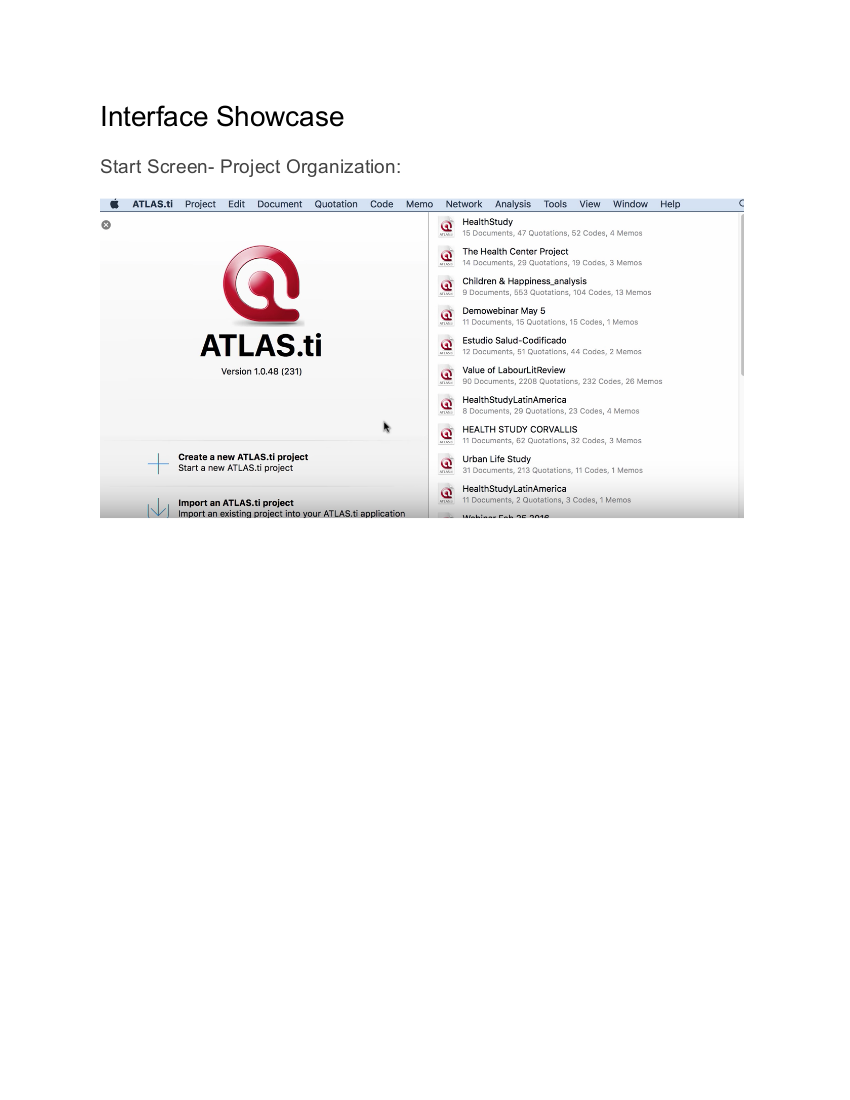 Interface Showcase
Start Screen- Project Organization:
ATLAS.ti Project Edit Document Quotation Code Memo Network Analysis Tools View Window Help
ATLAS.ti
Version 1.0.48 (231)
Create a new ATLAS.ti project
Start a new ATLAS.ti project
Import an ATLAS.ti project
Import an existing project into your ATLAS.ti application
HealthStudy
15 Documents, 47 Quotations, 52 Codes, 4 Memos
The Health Center Project
14 Documents, 29 Quotations, 19 Codes, 3 Memos
Children & Happiness_analysis
9 Documents, 553 Quotations, 104 Codes, 13 Memos
Demowebinar May 5
11 Documents, 15 Quotations, 15 Codes, 1 Memos
Estudio Salud-Codificado
12 Documents, 51 Quotations, 44 Codes, 2 Memos
Value of LabourLitReview
90 Documents, 2208 Quotations, 232 Codes, 26 Memos
HealthStudyLatinAmerica
8 Documents, 29 Quotations, 23 Codes, 4 Memos
HEALTH STUDY CORVALLIS
11 Documents, 62 Quotations, 32 Codes, 3 Memos
Urban Life Study
31 Documents, 213 Quotations, 11 Codes, 1 Memos
HealthStudyLatinAmerica
11 Documents, 2 Quotations, 3 Codes, 1 Memos
Webinar Feb 25 2016